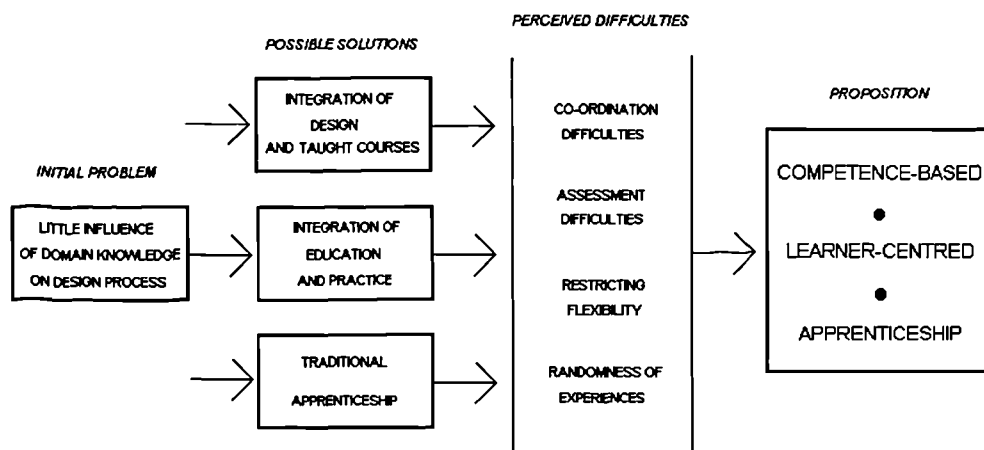 INITIAL PROBLEM
LITTLE INFLUENCE
OF DOMAIN KNOWLEDGE
ON DESIGN PROCESS
POSSIBLE SOLUTIONS
INTEGRATION OF
DESIGN
AND TAUGHT COURSES
INTEGRATION OF
EDUCATION
AND PRACTICE
TRADITIONAL
APPRENTICESHIP
PERCEIVED DIFFICULTIES
CO-ORDINATION
DIFFICULTIES
ASSESSMENT
DIFFICULTIES
RESTRICTING
FLEXIBILITY
RANDOMNESS OF
EXPERIENCES
PROPOSITION
COMPETENCE-BASED
LEARNER-CENTRED
APPRENTICESHIP